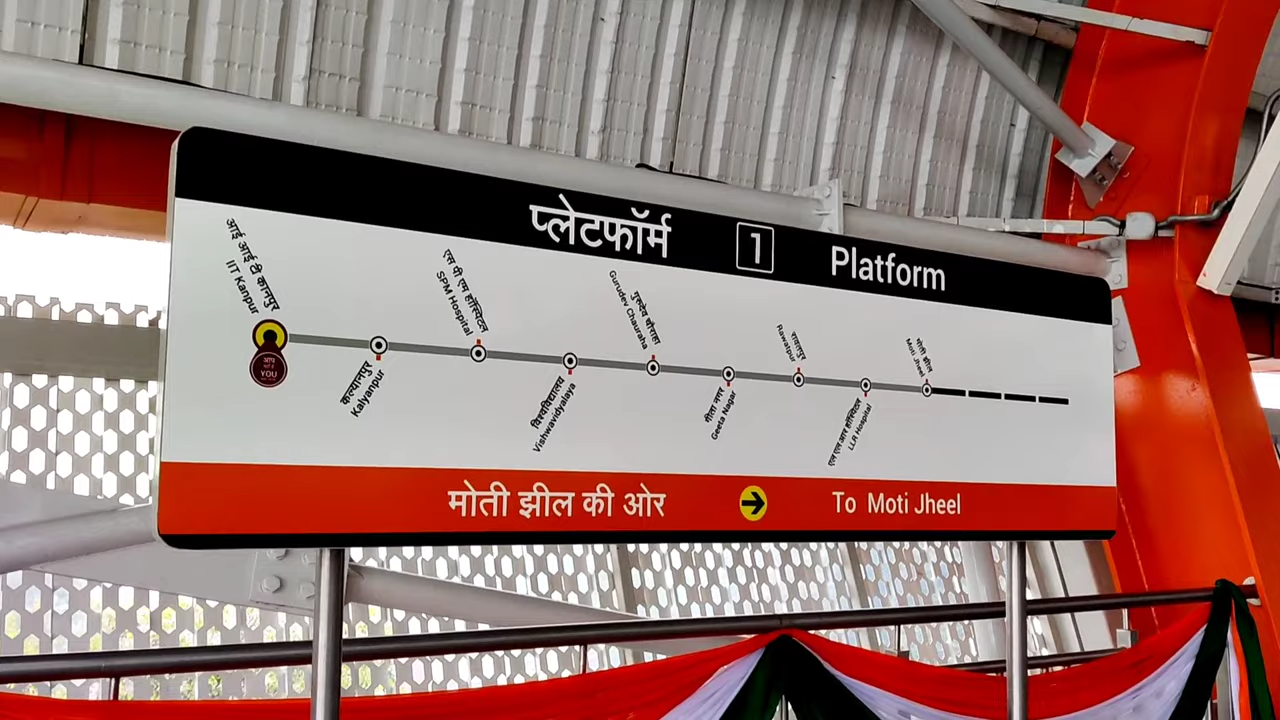 प्लेटफॉर्म 1 Platform
आई आई टी कानपुर
IIT Kanpur
आप
YOU
कल्यानपुर
Kalyanpur
एस पी एम हॉस्पिटल
SPM Hospital
विश्वविद्यालय
Vishwavidyalaya
गुरुदेव चौराहा
Gurudev Chauraha
गीता नगर
Geeta Nagar
रावतपुर
Rawatpur
एल एल आर हॉस्पिटल
LLR Hospital
मोती झील
Moti Jheel
मोती झील की ओर To Moti Jheel